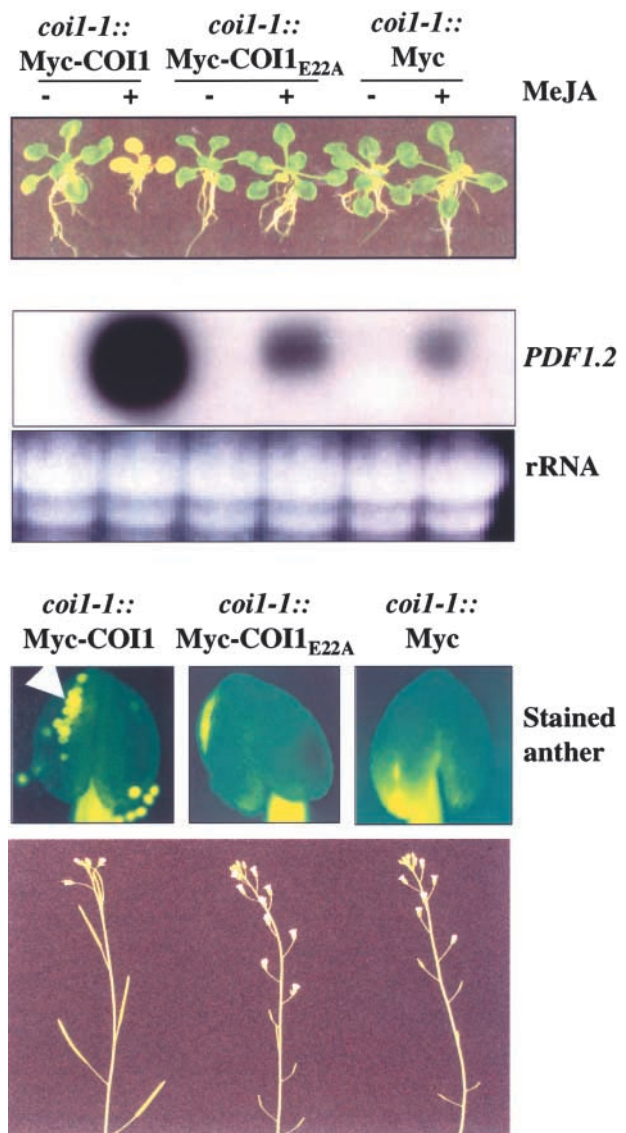 coi1-1:: coi1-1:: coi1-1::
Myc-COI1 Myc-COI1E22A Myc
- + - + - + MeJA
PDF1.2
rRNA
coi1-1:: coi1-1:: coi1-1::
Myc-COI1 Myc-COI1E22A Myc
Stained
anther